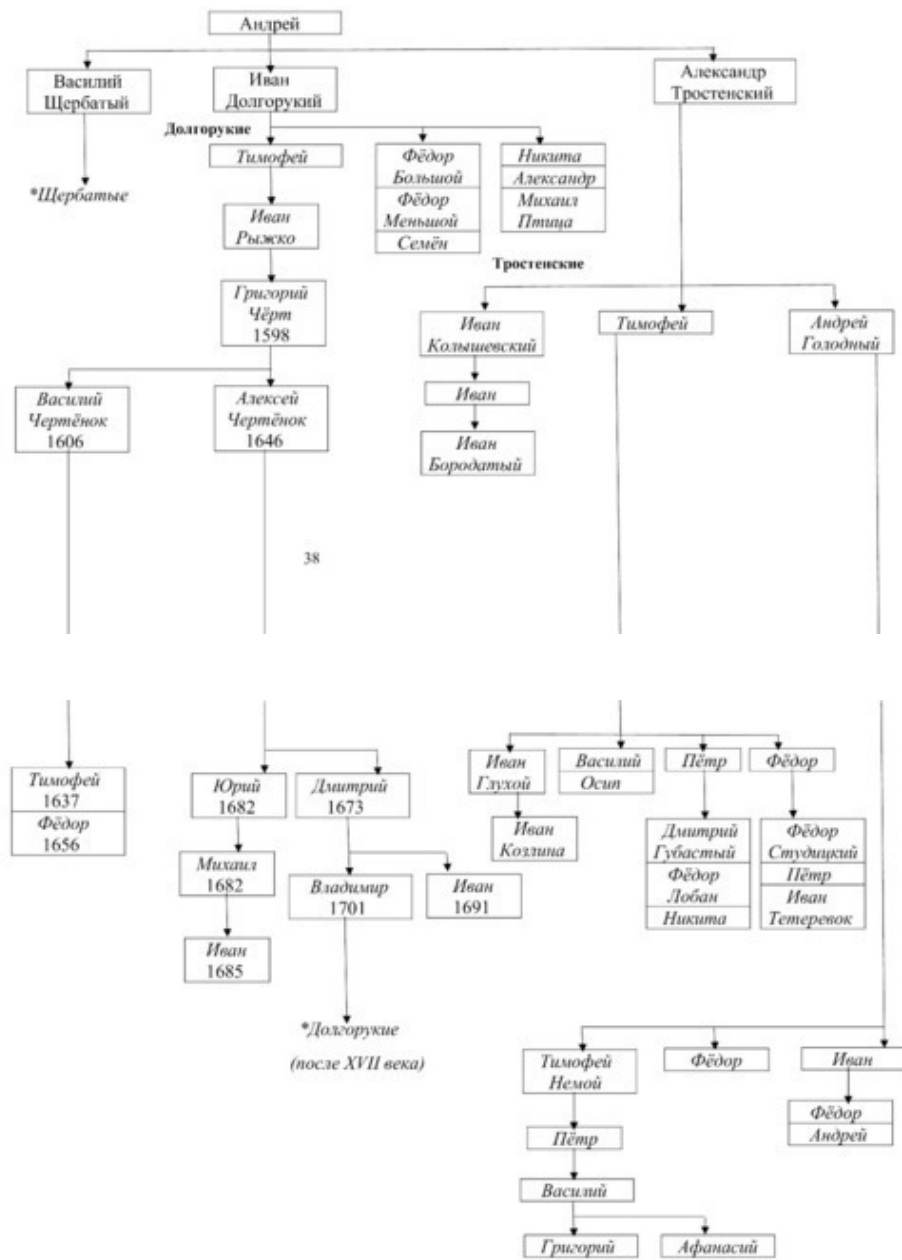 Андрей
Василий
Щербатый
Иван
Долгорукий
Александр
Тростенский
Долгорукие
*Щербатые
Тимофей
Фёдор
Большой
Фёдор
Меньшой
Семён
Никита
Александр
Михаил
Птица
Иван
Рыжко
Григорий
Чёрт
1598
Тростенские
Иван
Колышевский
Тимофей
Андрей
Голодный
Василий
Чертёнок
1606
Алексей
Чертёнок
1646
Иван
Иван
Бородатый
38
Тимофей
1637
Фёдор
1656
Юрий
1682
Дмитрий
1673
Иван
Глухой
Василий
Осип
Пётр
Фёдор
Михаил
1682
Владимир
1701
Иван
1691
Иван
Козлина
Дмитрий
Губастый
Фёдор
Лобан
Никита
Фёдор
Студицкий
Пётр
Иван
Тетеревок
Иван
1685
*Долгорукие
(после XVII века)
Тимофей
Немой
Фёдор
Иван
Фёдор
Андрей
Пётр
Василий
Григорий
Афанасий